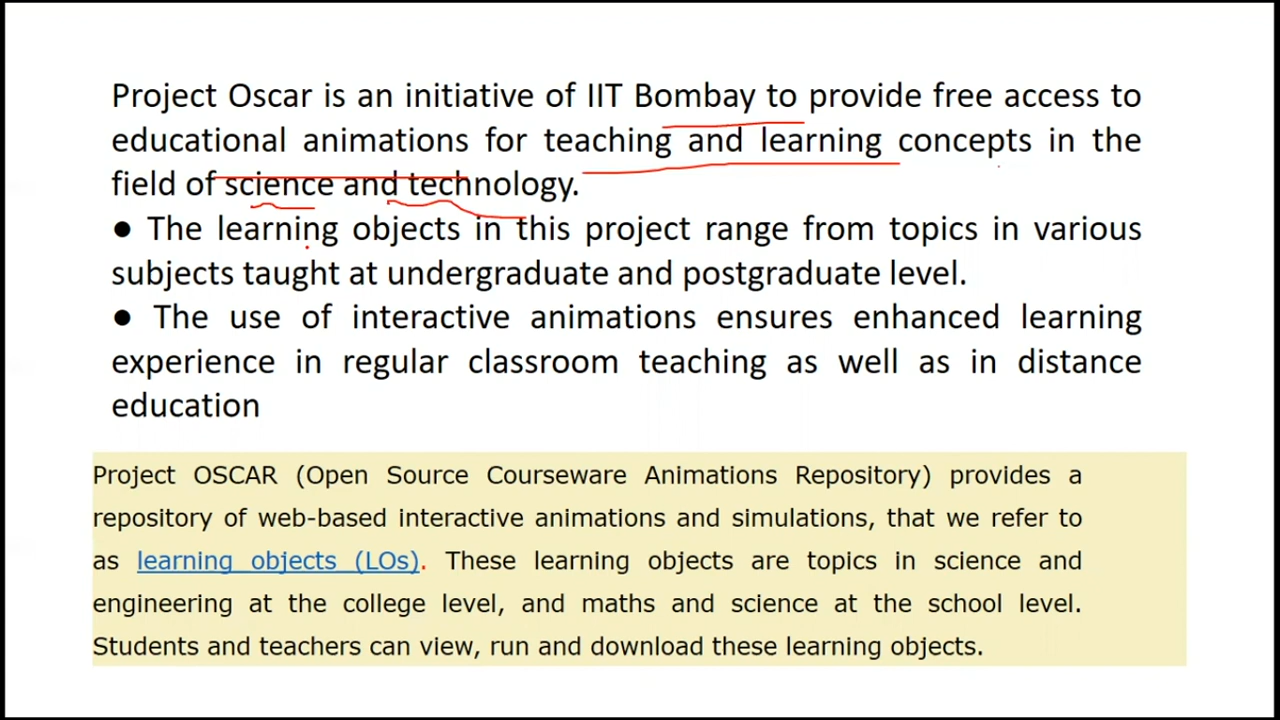 Project Oscar is an initiative of IIT Bombay to provide free access to
educational animations for teaching and learning concepts in the
field of science and technology.
● The learning objects in this project range from topics in various
subjects taught at undergraduate and postgraduate level.
● The use of interactive animations ensures enhanced learning
experience in regular classroom teaching as well as in distance
education
Project OSCAR (Open Source Courseware Animations Repository) provides a
repository of web-based interactive animations and simulations, that we refer to
as learning objects (LOs). These learning objects are topics in science and
engineering at the college level, and maths and science at the school level.
Students and teachers can view, run and download these learning objects.